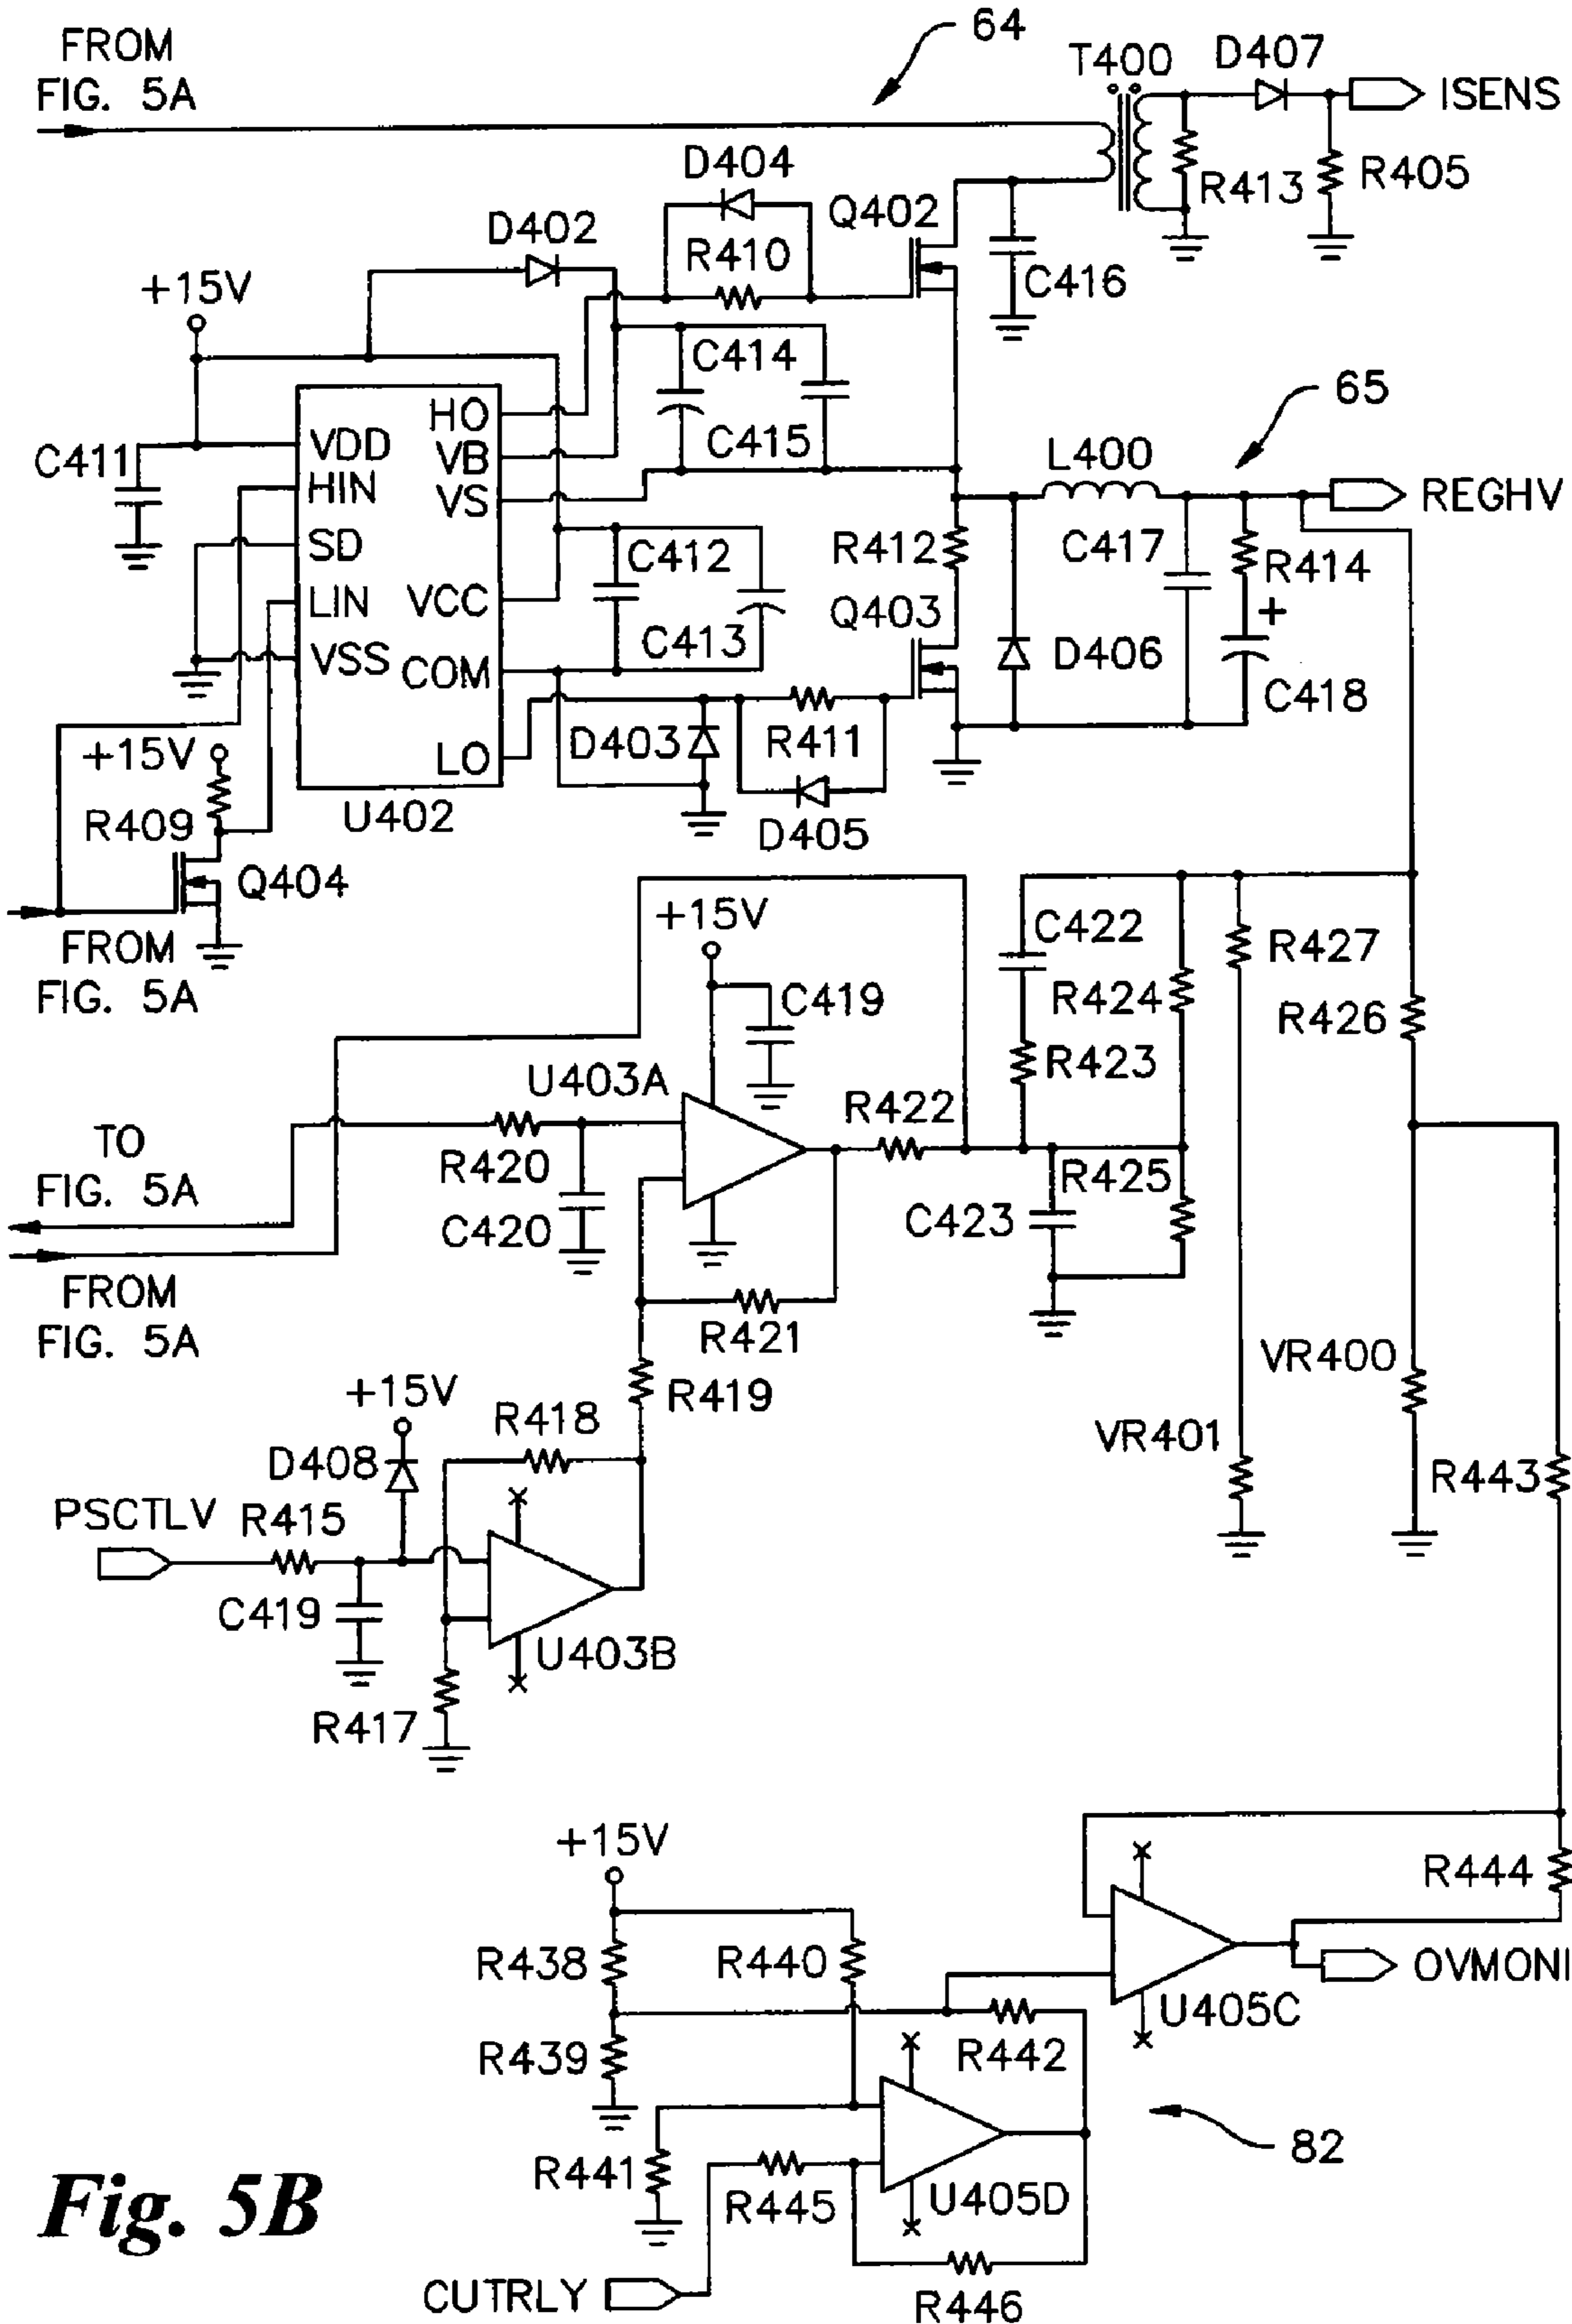 FROM
FIG. 5A
64
T400
D407
ISENS
R413
R405
D404
R410
Q402
C416
D402
+15V
C414
C415
65
C411
VDD
HIN
SD
LIN
VSS
HO
VB
VS
VCC
COM
LO
U402
C412
C413
R412
Q403
L400
REGHV
C417
R414
+
C418
D406
D403
R411
D405
+15V
R409
Q404
FROM
FIG. 5A
+15V
C419
U403A
C422
R424
R423
R427
R426
R422
TO
FIG. 5A
R420
C420
C423
R425
FROM
FIG. 5A
R421
R419
VR400
VR401
R443
+15V
D408
R418
PSCTLV
R415
C419
U403B
R417
+15V
R438
R440
R439
R442
U405C
R444
OVMONI
R441
R445
U405D
82
R446
CUTRLY
Fig. 5B